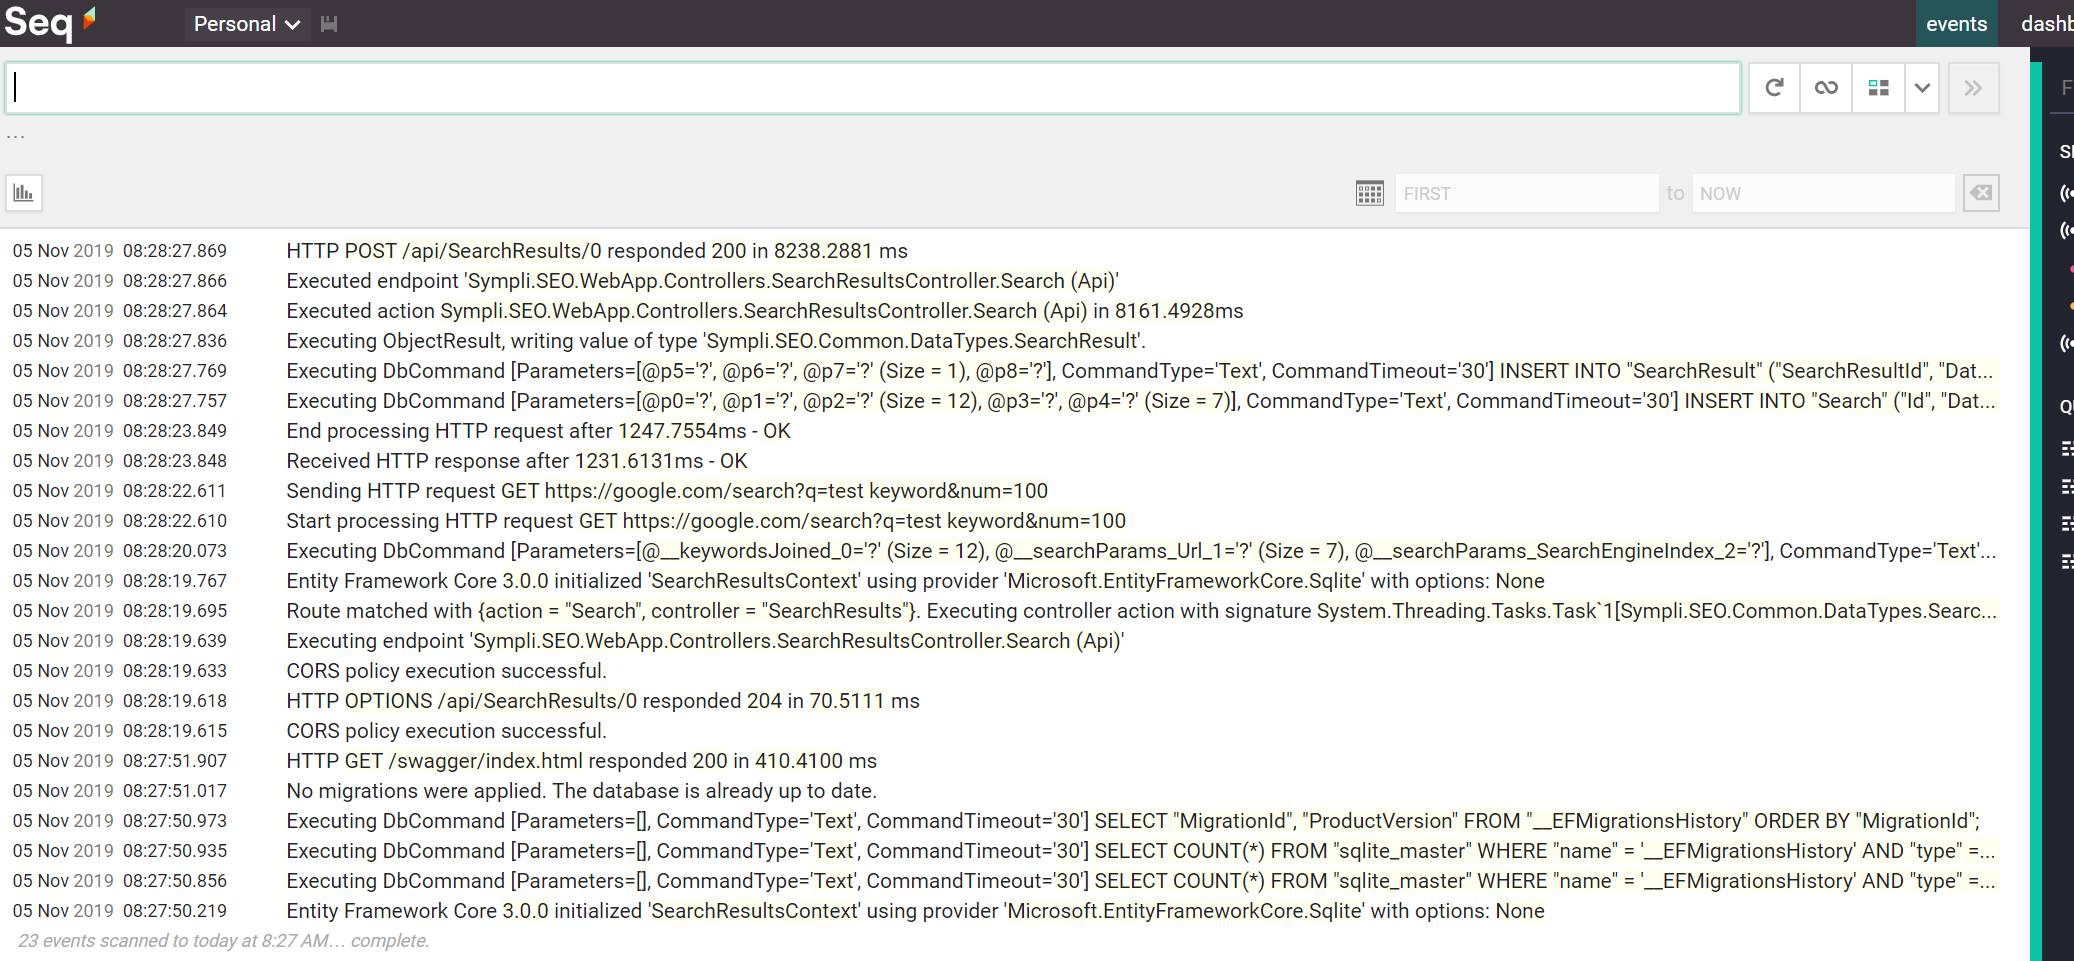 Seq
Personal
events dashb
...
FIRST to NOW
05 Nov 2019 08:28:27.869 HTTP POST /api/SearchResults/0 responded 200 in 8238.2881 ms
05 Nov 2019 08:28:27.866 Executed endpoint 'Sympli.SEO.WebApp.Controllers.SearchResultsController.Search (Api)'
05 Nov 2019 08:28:27.864 Executed action Sympli.SEO.WebApp.Controllers.SearchResultsController.Search (Api) in 8161.4928ms
05 Nov 2019 08:28:27.836 Executing ObjectResult, writing value of type 'Sympli.SEO.Common.DataTypes.SearchResult'.
05 Nov 2019 08:28:27.769 Executing DbCommand [Parameters=[@p5='?', @p6='?', @p7='?' (Size = 1), @p8='?'], CommandType='Text', CommandTimeout='30'] INSERT INTO "SearchResult" ("SearchResultId", "Dat...
05 Nov 2019 08:28:27.757 Executing DbCommand [Parameters=[@p0='?', @p1='?', @p2='?' (Size = 12), @p3='?', @p4='?' (Size = 7)], CommandType='Text', CommandTimeout='30'] INSERT INTO "Search" ("Id", "Dat...
05 Nov 2019 08:28:23.849 End processing HTTP request after 1247.7554ms - OK
05 Nov 2019 08:28:23.848 Received HTTP response after 1231.6131ms - OK
05 Nov 2019 08:28:22.611 Sending HTTP request GET https://google.com/search?q=test keyword&num=100
05 Nov 2019 08:28:22.610 Start processing HTTP request GET https://google.com/search?q=test keyword&num=100
05 Nov 2019 08:28:20.073 Executing DbCommand [Parameters=[@__keywordsJoined_0='?' (Size = 12), @__searchParams_Url_1='?' (Size = 7), @__searchParams_SearchEngineIndex_2='?'], CommandType='Text'...
05 Nov 2019 08:28:19.767 Entity Framework Core 3.0.0 initialized 'SearchResultsContext' using provider 'Microsoft.EntityFrameworkCore.Sqlite' with options: None
05 Nov 2019 08:28:19.695 Route matched with {action = "Search", controller = "SearchResults"}. Executing controller action with signature System.Threading.Tasks.Task`1[Sympli.SEO.Common.DataTypes.Searc...
05 Nov 2019 08:28:19.639 Executing endpoint 'Sympli.SEO.WebApp.Controllers.SearchResultsController.Search (Api)'
05 Nov 2019 08:28:19.633 CORS policy execution successful.
05 Nov 2019 08:28:19.618 HTTP OPTIONS /api/SearchResults/0 responded 204 in 70.5111 ms
05 Nov 2019 08:28:19.615 CORS policy execution successful.
05 Nov 2019 08:27:51.907 HTTP GET /swagger/index.html responded 200 in 410.4100 ms
05 Nov 2019 08:27:51.017 No migrations were applied. The database is already up to date.
05 Nov 2019 08:27:50.973 Executing DbCommand [Parameters=[], CommandType='Text', CommandTimeout='30'] SELECT "MigrationId", "ProductVersion" FROM "__EFMigrationsHistory" ORDER BY "MigrationId";
05 Nov 2019 08:27:50.935 Executing DbCommand [Parameters=[], CommandType='Text', CommandTimeout='30'] SELECT COUNT(*) FROM "sqlite_master" WHERE "name" = '__EFMigrationsHistory' AND "type" =...
05 Nov 2019 08:27:50.856 Executing DbCommand [Parameters=[], CommandType='Text', CommandTimeout='30'] SELECT COUNT(*) FROM "sqlite_master" WHERE "name" = '__EFMigrationsHistory' AND "type" =...
05 Nov 2019 08:27:50.219 Entity Framework Core 3.0.0 initialized 'SearchResultsContext' using provider 'Microsoft.EntityFrameworkCore.Sqlite' with options: None
23 events scanned to today at 8:27 AM... complete.